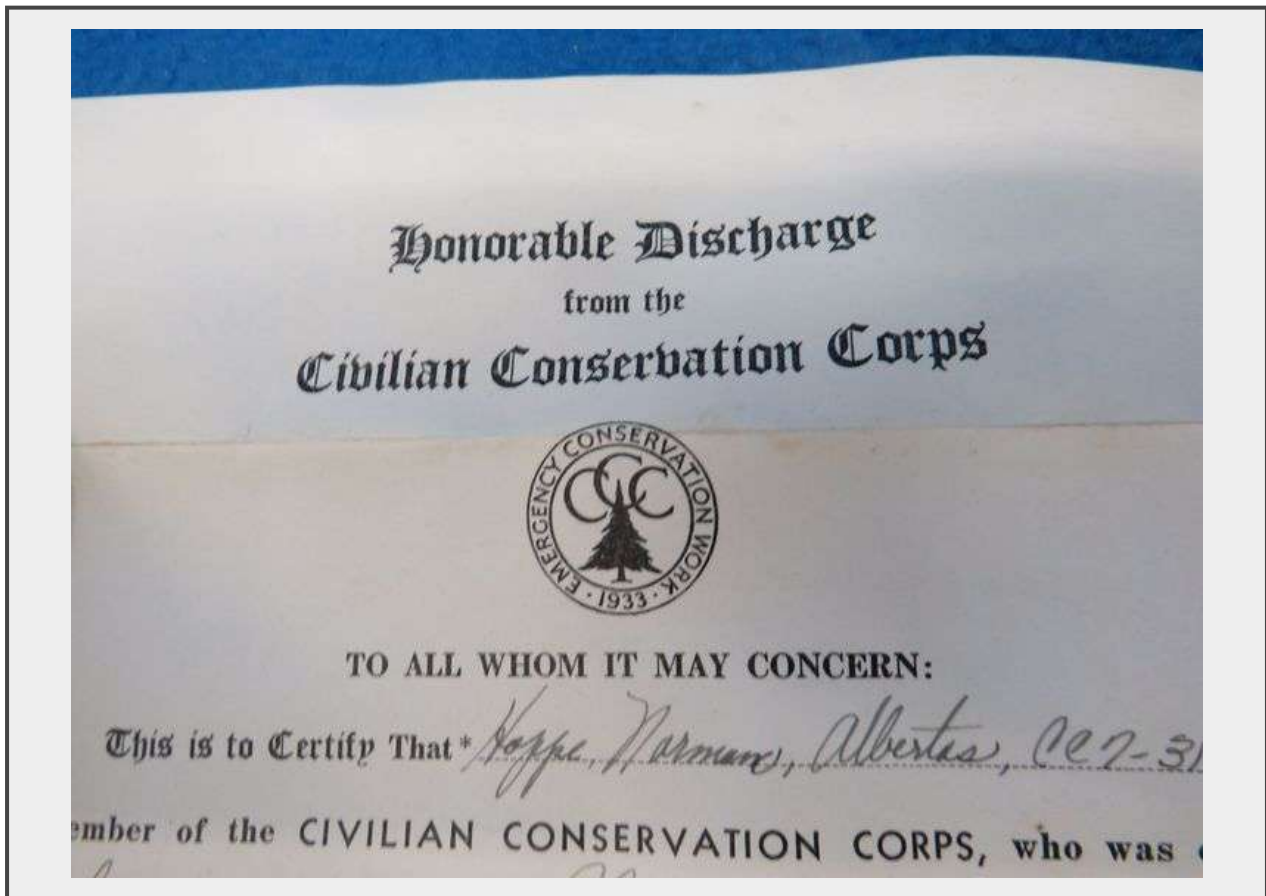 Honorable Discharge
from the
Civilian Conservation Corps
EMERGENCY CONSERVATION WORK
CCC
· 1933 ·
TO ALL WHOM IT MAY CONCERN:
This is to Certify That * Hoppe, Norman, Albertas, CC7-31
ember of the CIVILIAN CONSERVATION CORPS, who was